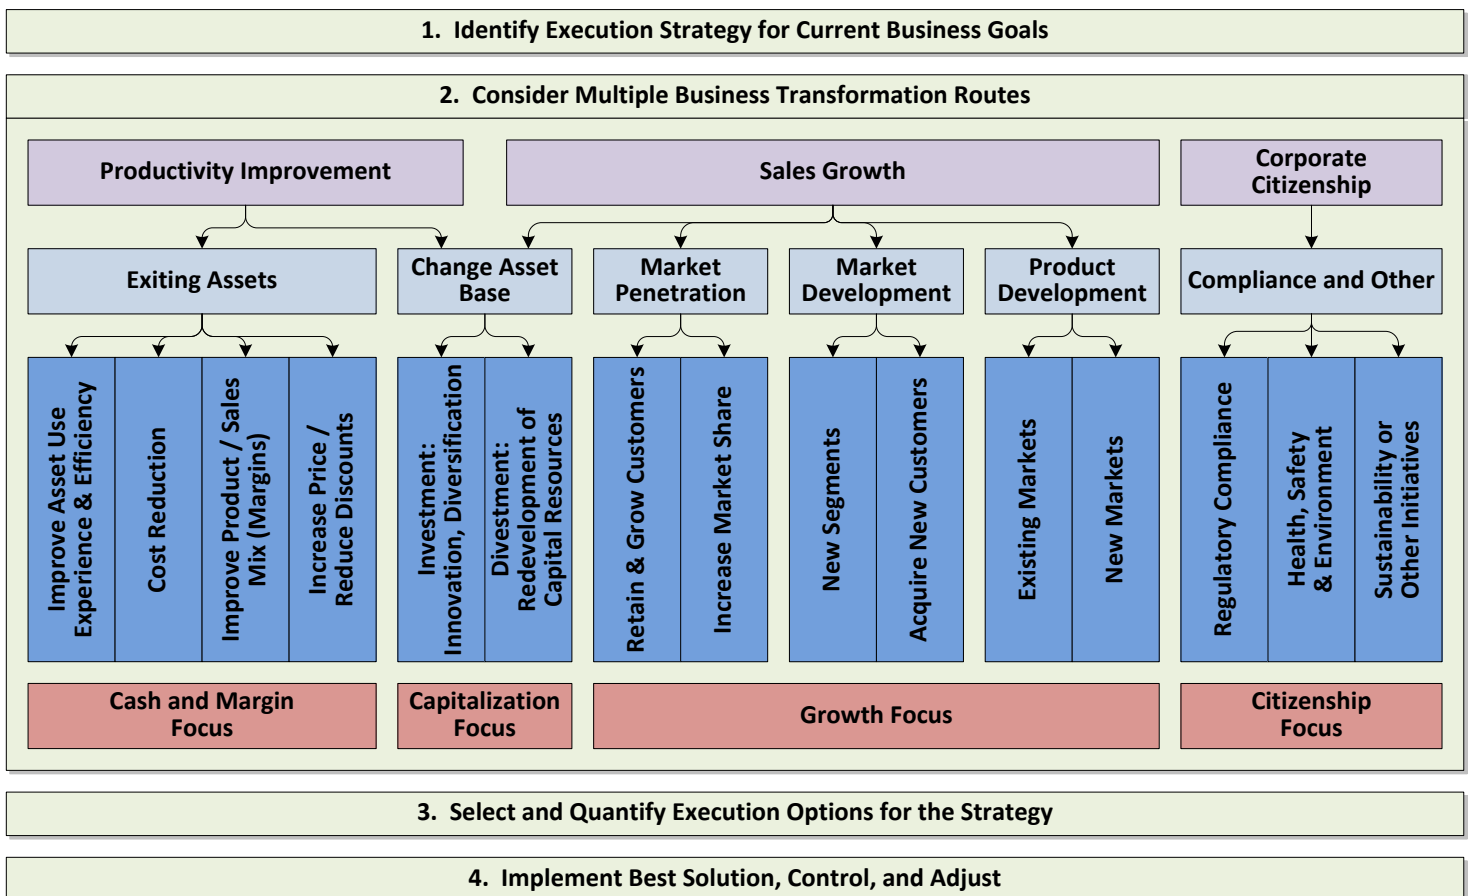 1. Identify Execution Strategy for Current Business Goals
2. Consider Multiple Business Transformation Routes
Productivity Improvement
Sales Growth
Corporate
Citizenship
Exiting Assets
Change Asset
Base
Market
Penetration
Market
Development
Product
Development
Compliance and Other
Improve Asset Use
Experience & Efficiency
Cost Reduction
Improve Product / Sales
Mix (Margins)
Increase Price /
Reduce Discounts
Investment:
Innovation, Diversification
Divestment:
Redevelopment of
Capital Resources
Retain & Grow Customers
Increase Market Share
New Segments
Acquire New Customers
Existing Markets
New Markets
Regulatory Compliance
Health, Safety
& Environment
Sustainability or
Other Initiatives
Cash and Margin
Focus
Capitalization
Focus
Growth Focus
Citizenship
Focus
3. Select and Quantify Execution Options for the Strategy
4. Implement Best Solution, Control, and Adjust